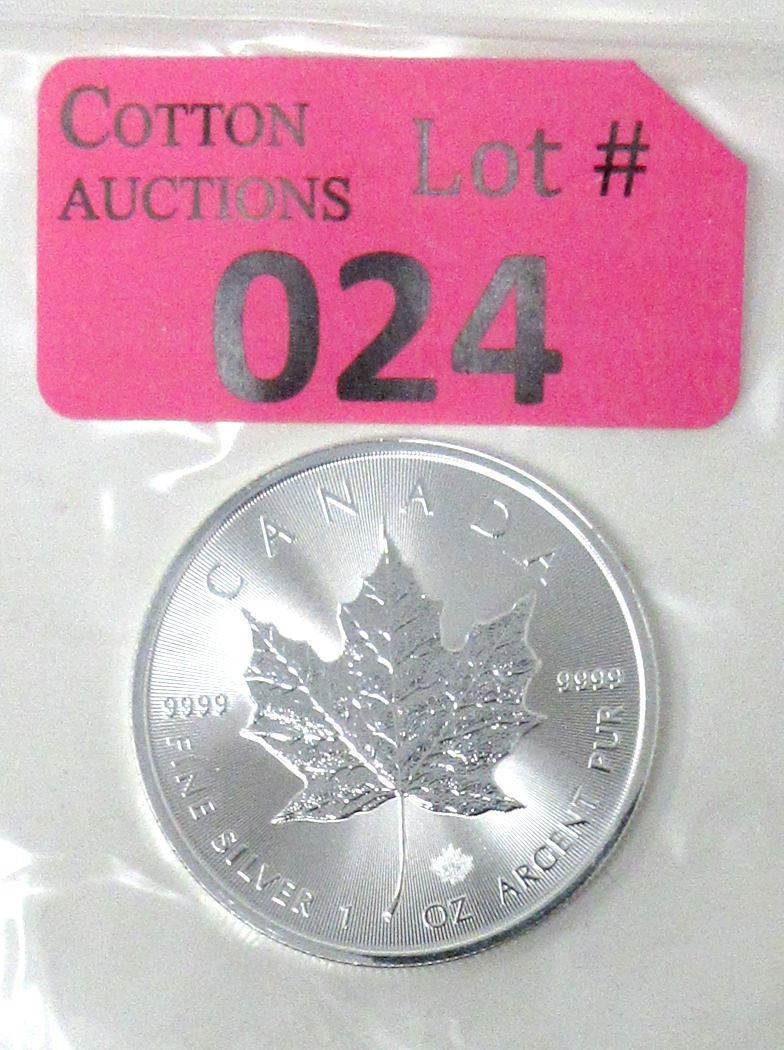 COTTON
AUCTIONS
Lot #
024
CANADA
9999
9999
FINE SILVER 1 OZ ARGENT PUR